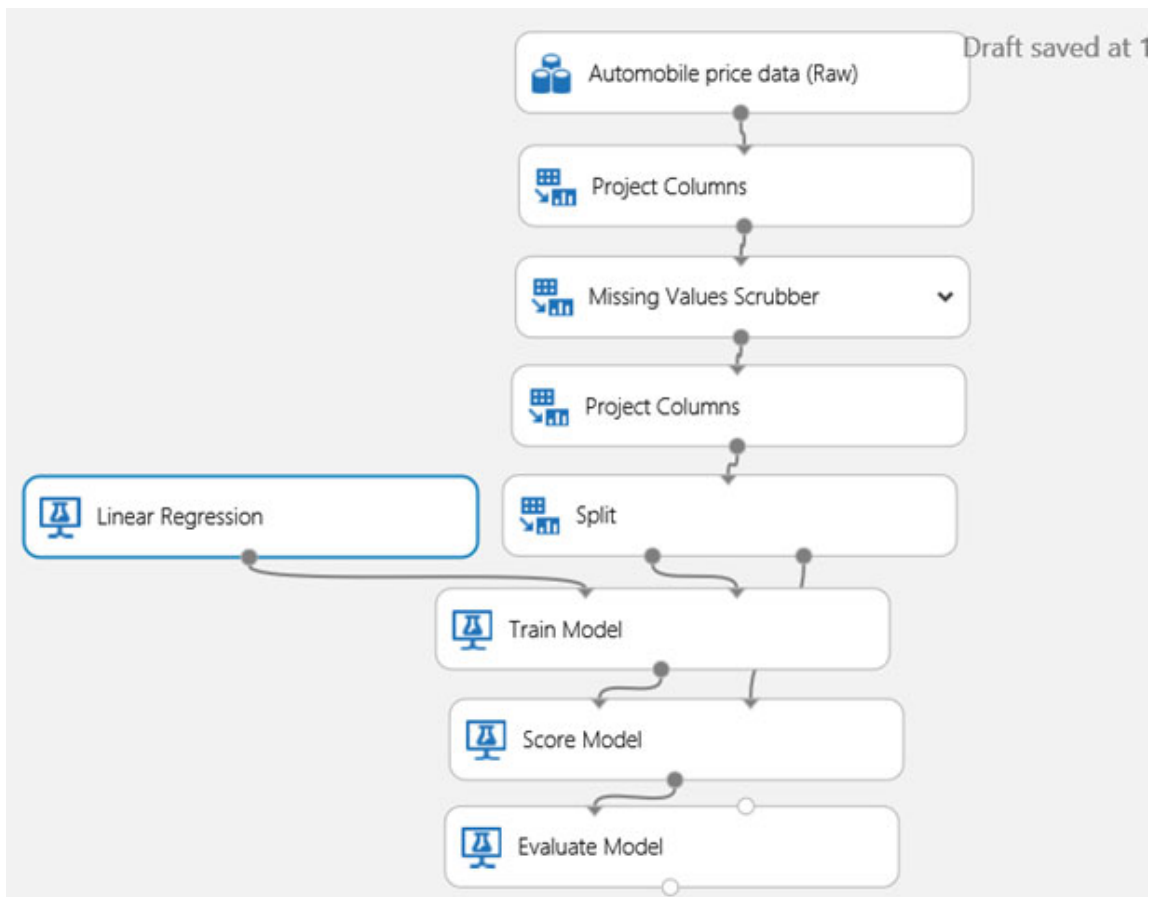 Draft saved at 1
Automobile price data (Raw)
Project Columns
Missing Values Scrubber
Project Columns
Linear Regression
Split
Train Model
Score Model
Evaluate Model